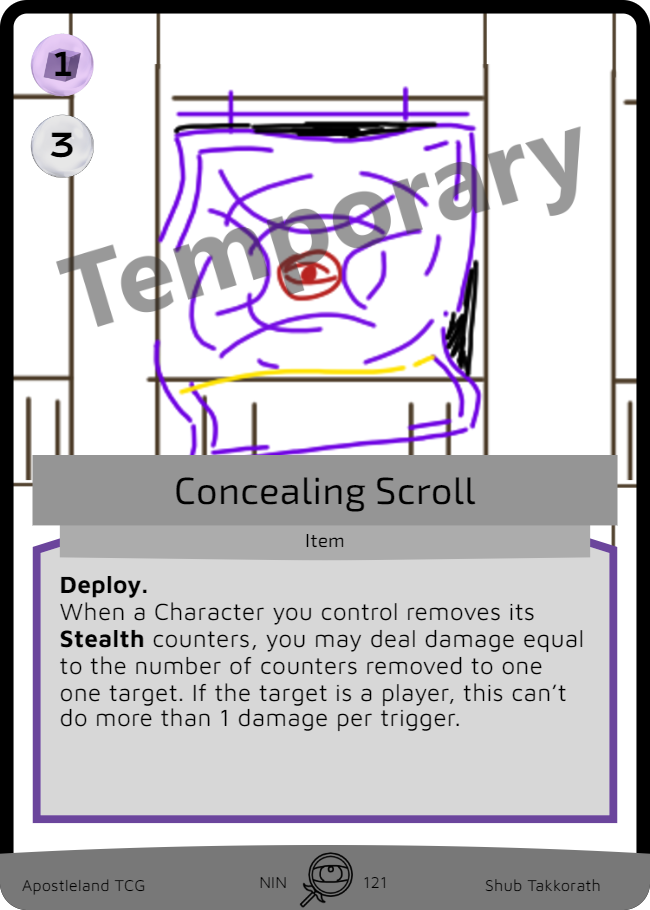 1
3
Temporary
Concealing Scroll
Item
Deploy.
When a Character you control removes its
Stealth counters, you may deal damage equal
to the number of counters removed to one
one target. If the target is a player, this can't
do more than 1 damage per trigger.
Apostleland TCG
NIN 121
Shub Takkorath